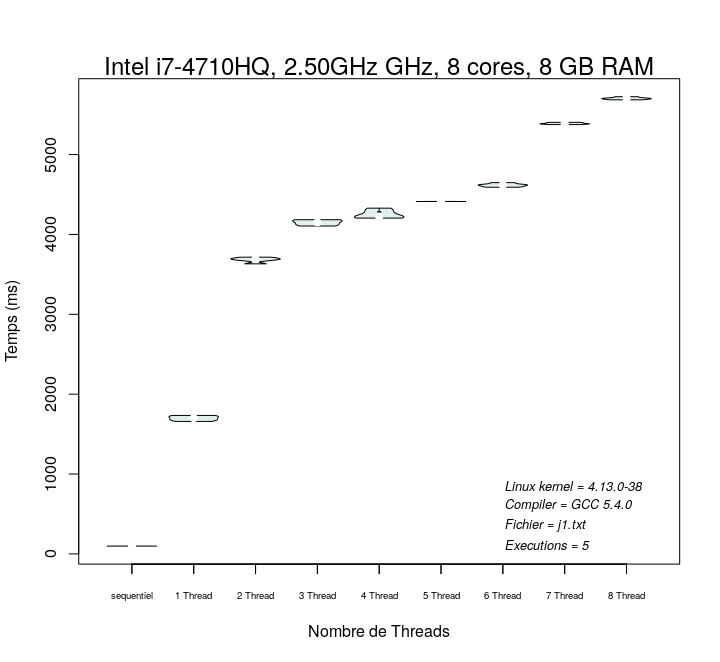 Intel i7-4710HQ, 2.50GHz GHz, 8 cores, 8 GB RAM
Temps (ms)
5000
4000
3000
2000
1000
0
Linux kernel = 4.13.0-38
Compiler = GCC 5.4.0
Fichier = j1.txt
Executions = 5
sequentiel 1 Thread 2 Thread 3 Thread 4 Thread 5 Thread 6 Thread 7 Thread 8 Thread
Nombre de Threads